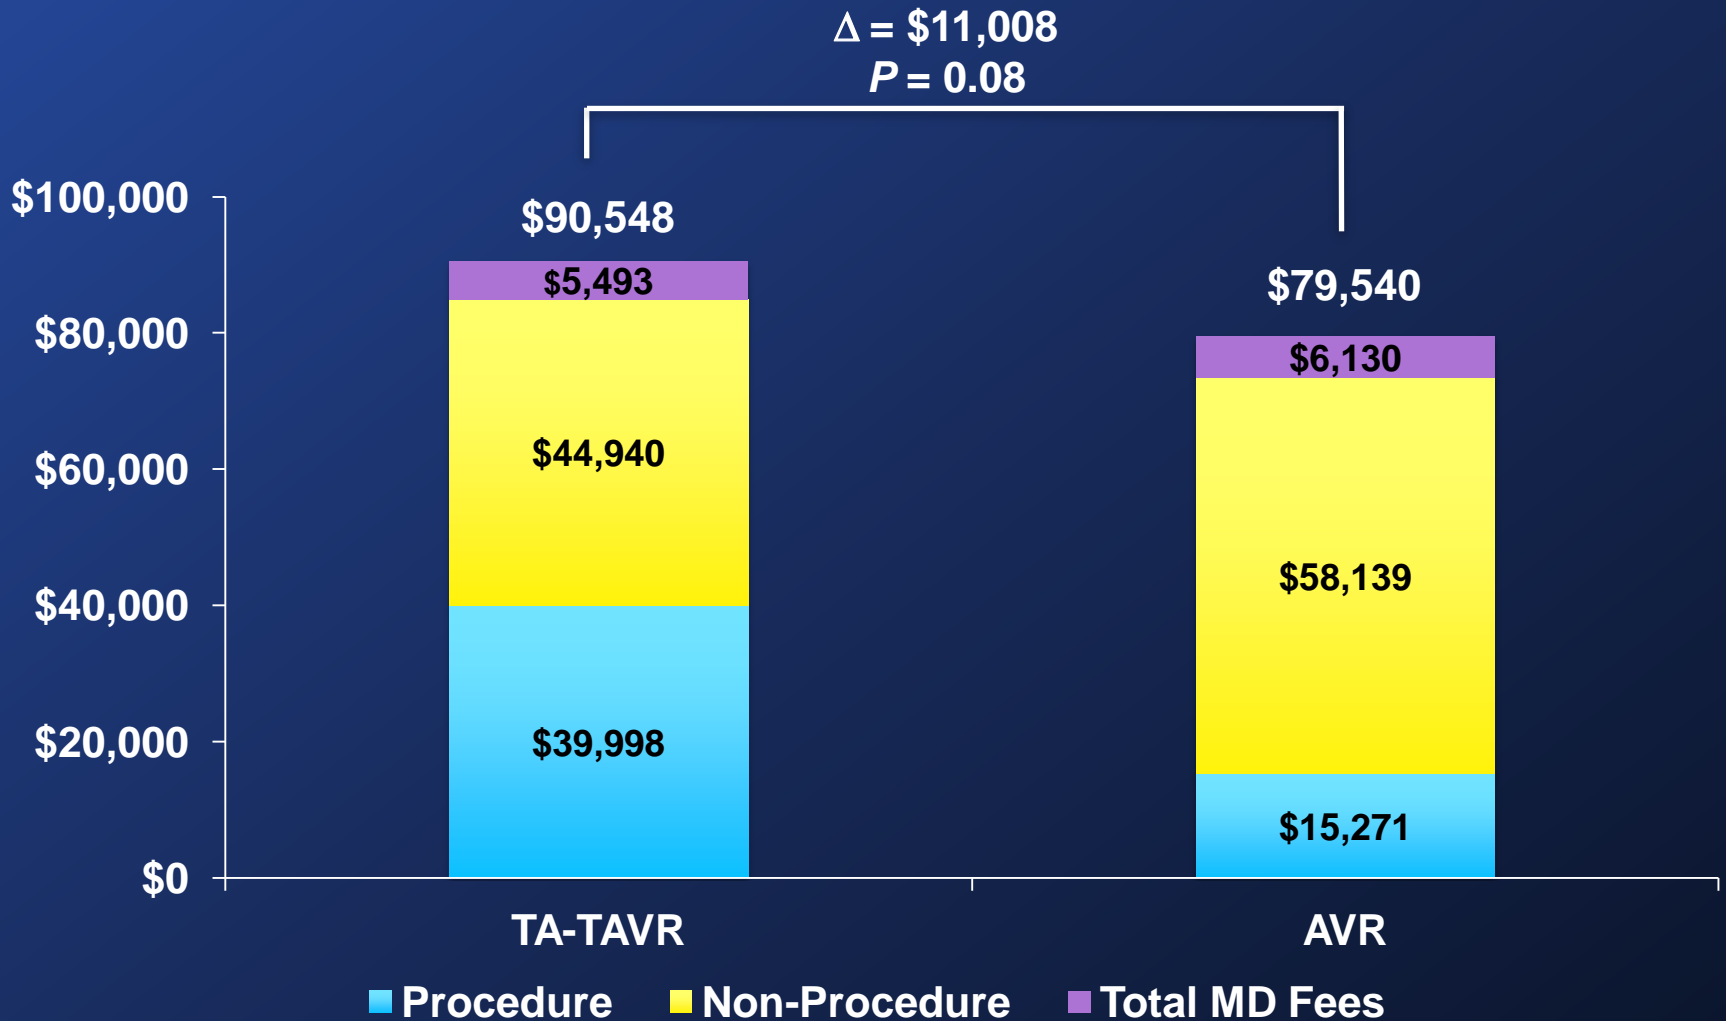 Δ = $11,008
P = 0.08
$100,000
$80,000
$60,000
$40,000
$20,000
$0
$90,548
$5,493
$44,940
$39,998
$79,540
$6,130
$58,139
$15,271
TA-TAVR
AVR
Procedure
Non-Procedure
Total MD Fees